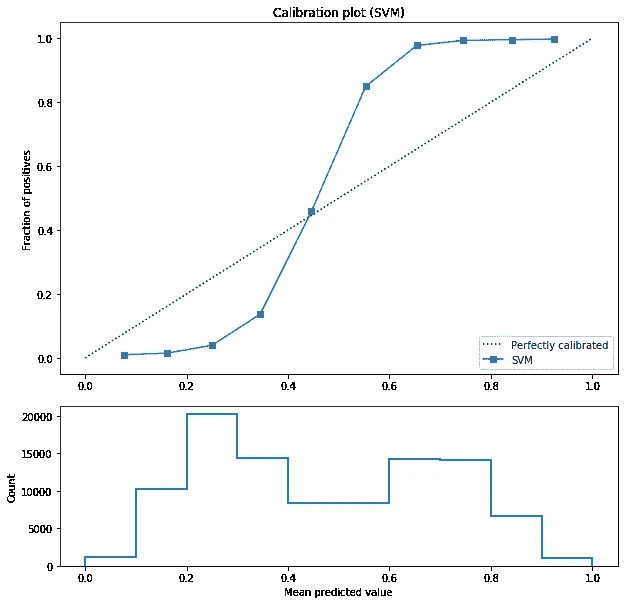 Calibration plot (SVM)
1.0
0.8
0.6
0.4
0.2
0.0
Fraction of positives
Perfectly calibrated
SVM
0.0 0.2 0.4 0.6 0.8 1.0
20000
15000
10000
5000
0
Count
0.0 0.2 0.4 0.6 0.8 1.0
Mean predicted value